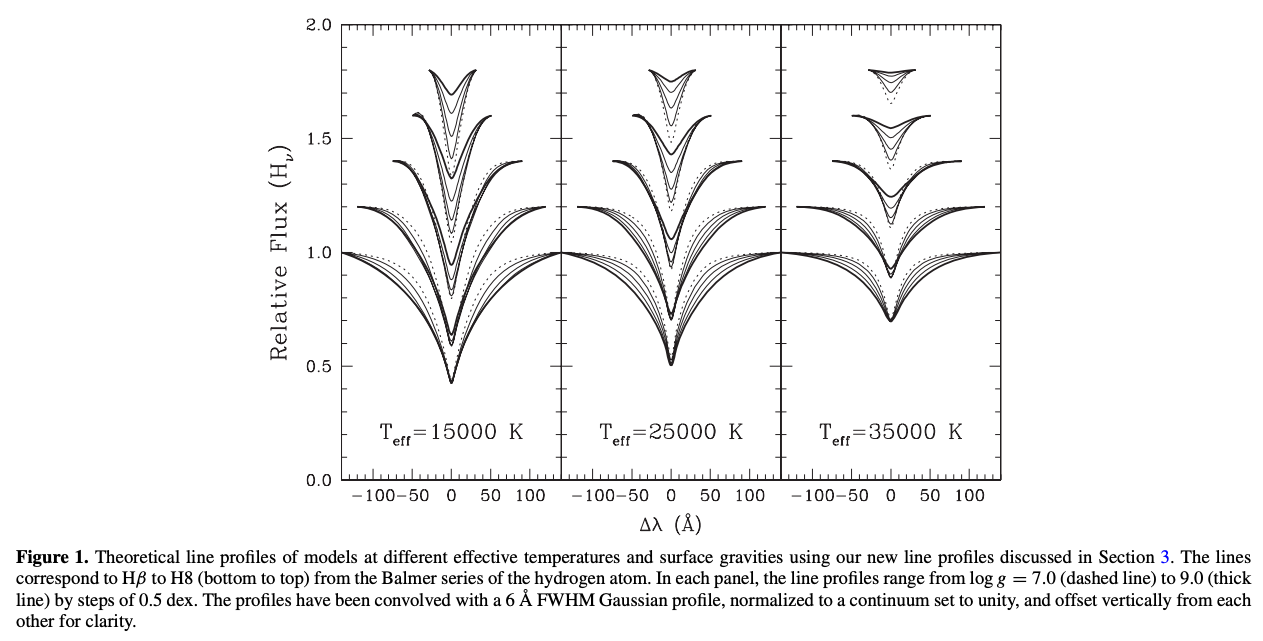 2.0
1.5
1.0
0.5
0.0
Relative Flux (Hν)
Teff=15000 K
Teff=25000 K
Teff=35000 K
−100 −50 0 50 100
−100 −50 0 50 100
−100 −50 0 50 100
Δλ (Å)
Figure 1. Theoretical line profiles of models at different effective temperatures and surface gravities using our new line profiles discussed in Section 3. The lines
correspond to Hβ to H8 (bottom to top) from the Balmer series of the hydrogen atom. In each panel, the line profiles range from log g = 7.0 (dashed line) to 9.0 (thick
line) by steps of 0.5 dex. The profiles have been convolved with a 6 Å FWHM Gaussian profile, normalized to a continuum set to unity, and offset vertically from each
other for clarity.